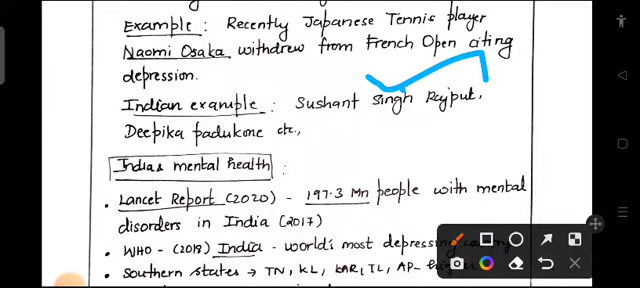 Example: Recently Japanese Tennis player
Naomi Osaka withdrew from French Open citing
depression.
Indian example: Sushant Singh Rajput,
Deepika padukone etc.,
India & mental health :
• Lancet Report (2020) - 197.3 Mn people with mental
disorders in India (2017)
• WHO - (2018) India - world's most depressing
• Southern states → TN, KL, KAR, TL, AP-